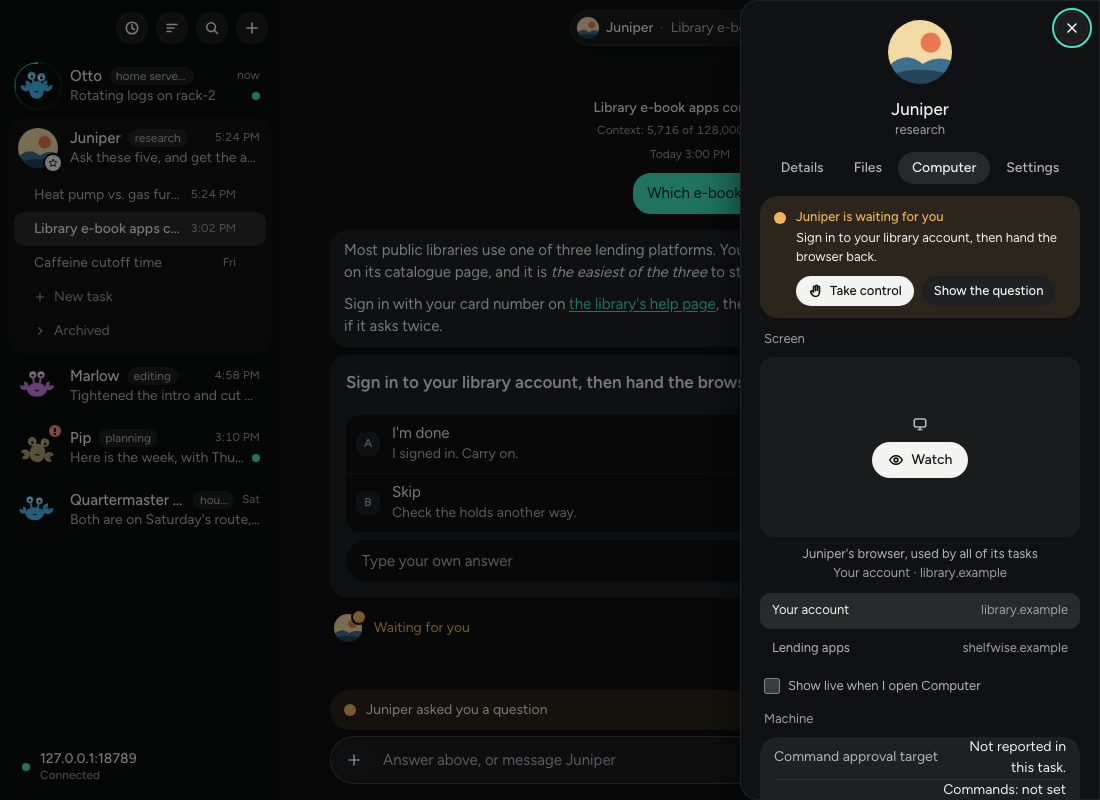 Otto home serve... now
Rotating logs on rack-2
Juniper research 5:24 PM
Ask these five, and get the a...
Heat pump vs. gas fur... 5:24 PM
Library e-book apps c... 3:02 PM
Caffeine cutoff time Fri
+ New task
Archived
Marlow editing 4:58 PM
Tightened the intro and cut ...
! Pip planning 3:10 PM
Here is the week, with Thu...
Quartermaster ... hou... Sat
Both are on Saturday's route,...
127.0.0.1:18789
Connected
Juniper · Library e-b
Library e-book apps co
Context: 5,716 of 128,000
Today 3:00 PM
Which e-book
Most public libraries use one of three lending platforms. You
on its catalogue page, and it is the easiest of the three to st
Sign in with your card number on the library's help page, the
if it asks twice.
Sign in to your library account, then hand the brows
A I'm done
I signed in. Carry on.
B Skip
Check the holds another way.
Type your own answer
Waiting for you
Juniper asked you a question
Answer above, or message Juniper
Juniper
research
Details Files Computer Settings
Juniper is waiting for you
Sign in to your library account, then hand the
browser back.
Take control Show the question
Screen
Watch
Juniper's browser, used by all of its tasks
Your account · library.example
Your account library.example
Lending apps shelfwise.example
Show live when I open Computer
Machine
Command approval target Not reported in
this task.
Commands: not set